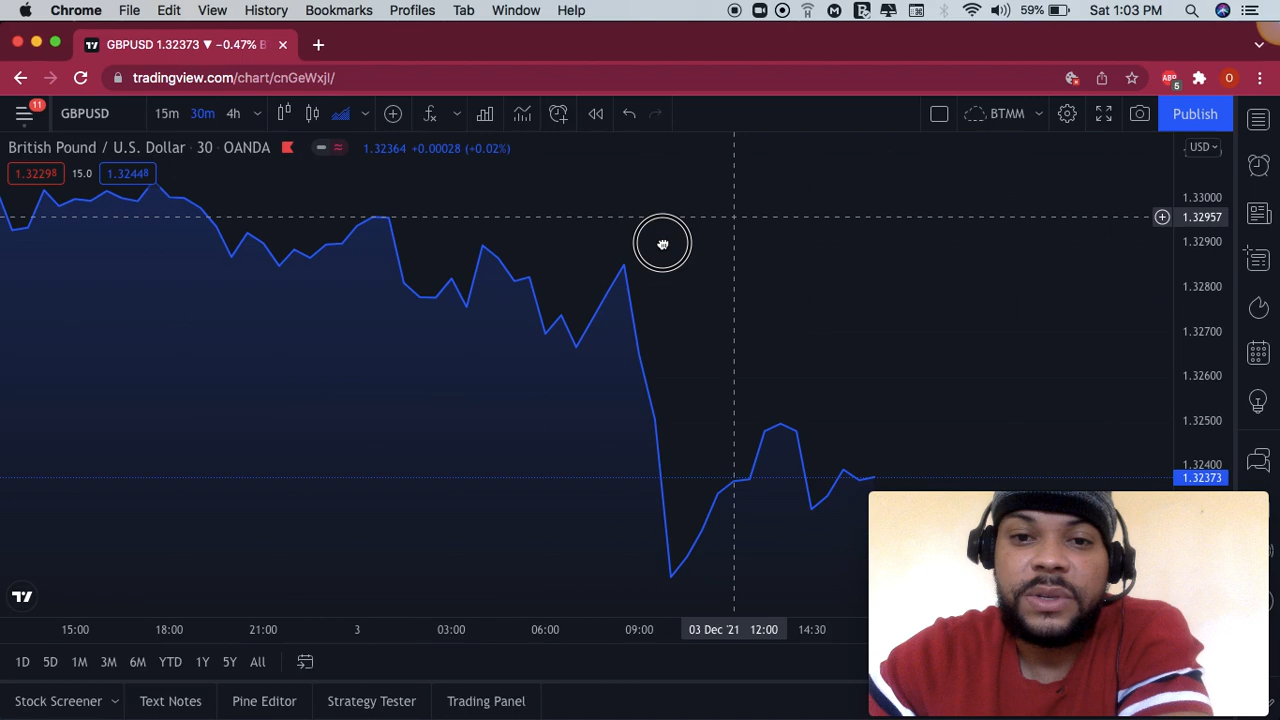 Chrome File Edit View History Bookmarks Profiles Tab Window Help 59% Sat 1:03 PM
GBPUSD 1.32373 ▼ −0.47% B
tradingview.com/chart/cnGeWxjl/ ABP 5 O
11 GBPUSD 15m 30m 4h BTMM Publish
British Pound / U.S. Dollar · 30 · OANDA 1.32364 +0.00028 (+0.02%) USD
1.32298 15.0 1.32448
1.33000
1.32957
1.32900
1.32800
1.32700
1.32600
1.32500
1.32400
1.32373
15:00 18:00 21:00 3 03:00 06:00 09:00 03 Dec '21 12:00 14:30
1D 5D 1M 3M 6M YTD 1Y 5Y All
Stock Screener Text Notes Pine Editor Strategy Tester Trading Panel